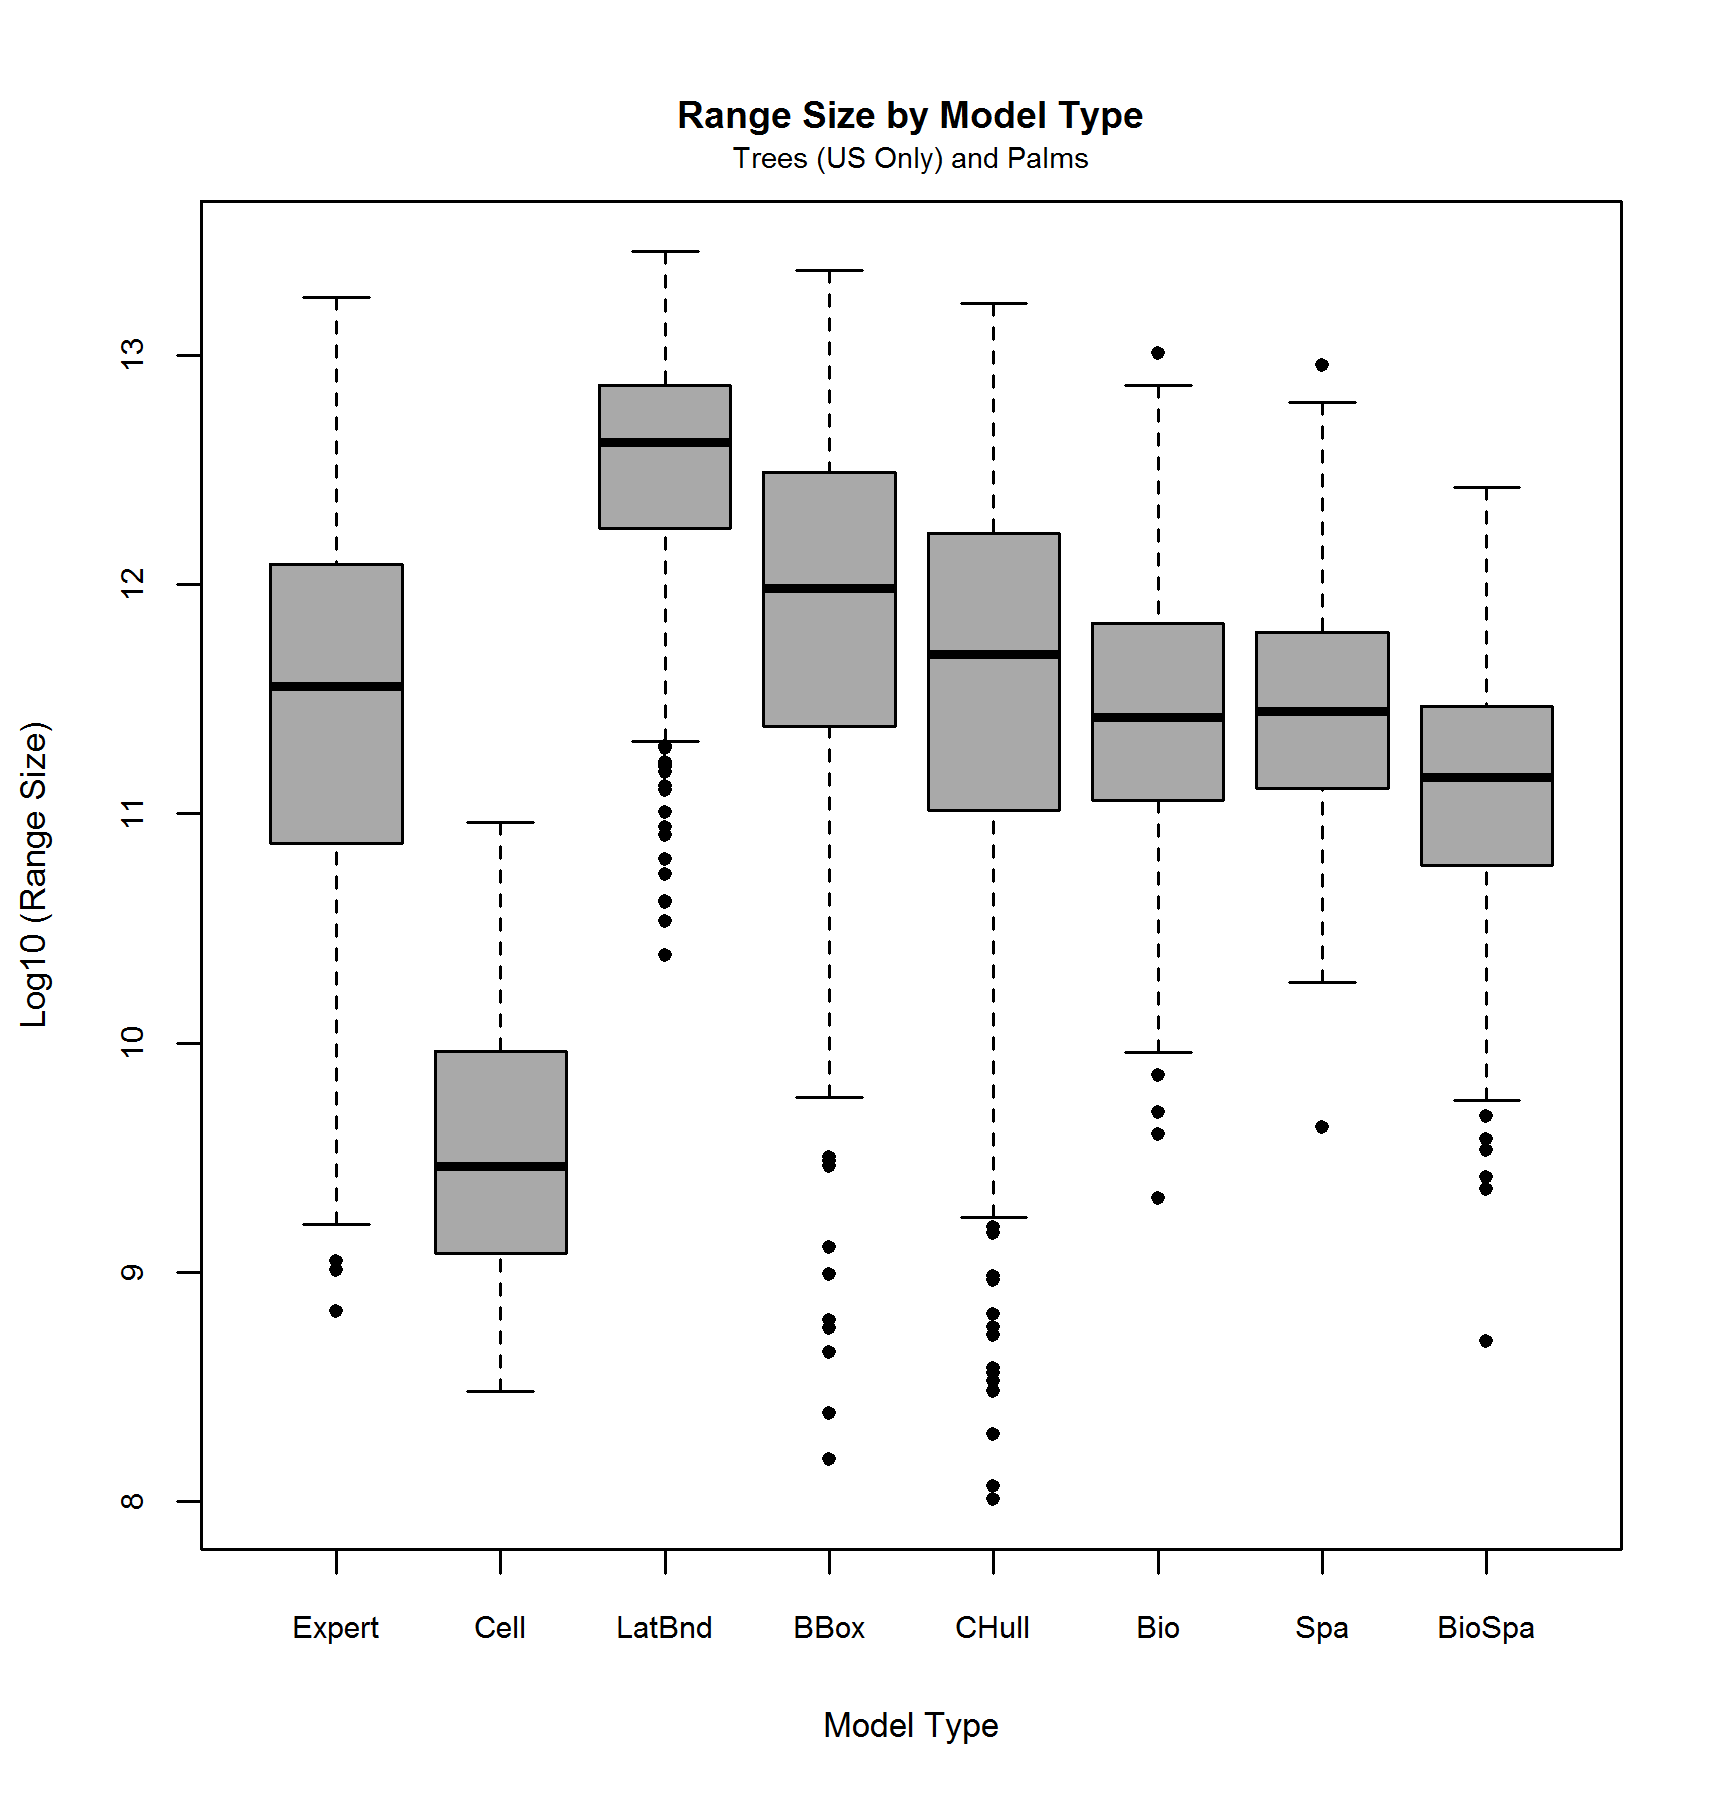 Range Size by Model Type
Trees (US Only) and Palms
Log10 (Range Size)
13
12
11
10
9
8
Expert Cell LatBnd BBox CHull Bio Spa BioSpa
Model Type